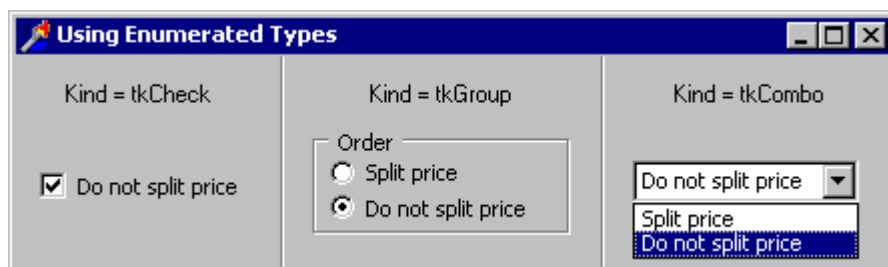 Using Enumerated Types
Kind = tkCheck
Kind = tkGroup
Kind = tkCombo
Do not split price
Order
Split price
Do not split price
Do not split price
Split price
Do not split price